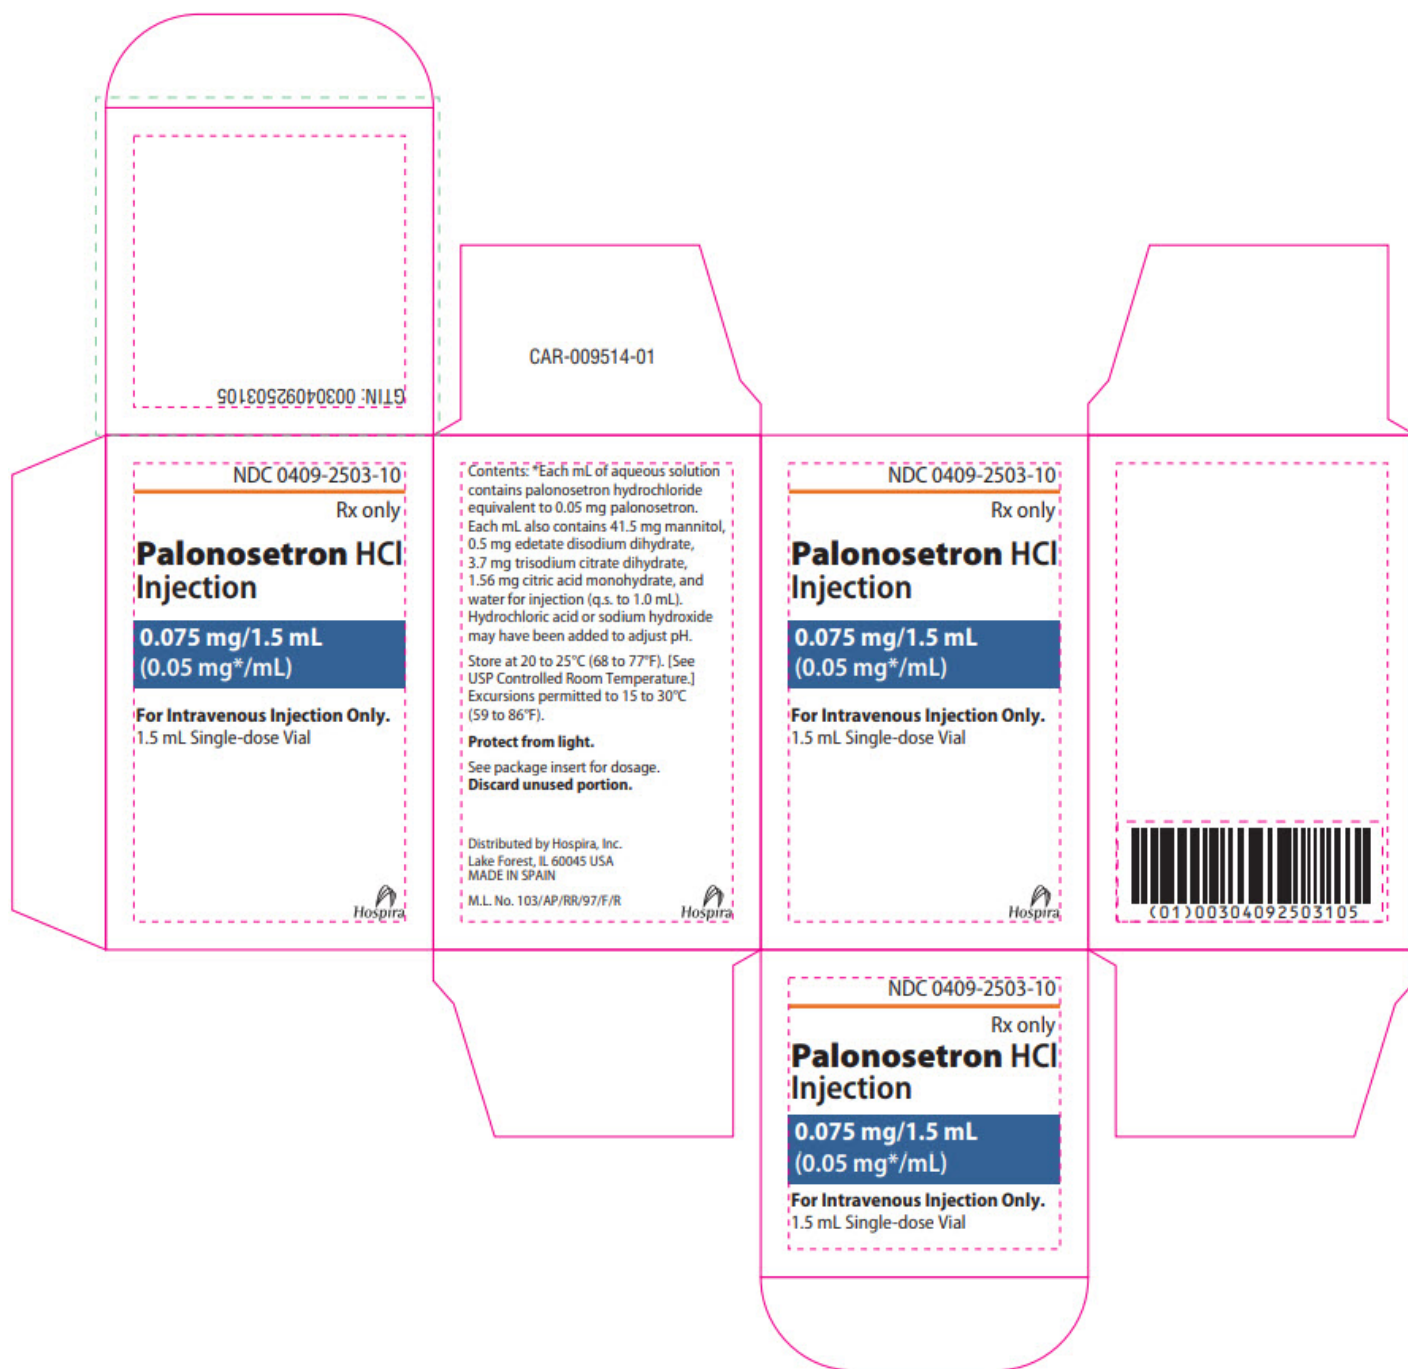 GTIN: 00304092503105
CAR-009514-01
NDC 0409-2503-10
Rx only
Palonosetron HCl
Injection
0.075 mg/1.5 mL
(0.05 mg*/mL)
For Intravenous Injection Only.
1.5 mL Single-dose Vial
Hospira
Contents: *Each mL of aqueous solution
contains palonosetron hydrochloride
equivalent to 0.05 mg palonosetron.
Each mL also contains 41.5 mg mannitol,
0.5 mg edetate disodium dihydrate,
3.7 mg trisodium citrate dihydrate,
1.56 mg citric acid monohydrate, and
water for injection (q.s. to 1.0 mL).
Hydrochloric acid or sodium hydroxide
may have been added to adjust pH.
Store at 20 to 25°C (68 to 77°F). [See
USP Controlled Room Temperature.]
Excursions permitted to 15 to 30°C
(59 to 86°F).
Protect from light.
See package insert for dosage.
Discard unused portion.
Distributed by Hospira, Inc.
Lake Forest, IL 60045 USA
MADE IN SPAIN
M.L. No. 103/AP/RR/97/F/R
Hospira
NDC 0409-2503-10
Rx only
Palonosetron HCl
Injection
0.075 mg/1.5 mL
(0.05 mg*/mL)
For Intravenous Injection Only.
1.5 mL Single-dose Vial
Hospira
(01)00304092503105
NDC 0409-2503-10
Rx only
Palonosetron HCl
Injection
0.075 mg/1.5 mL
(0.05 mg*/mL)
For Intravenous Injection Only.
1.5 mL Single-dose Vial